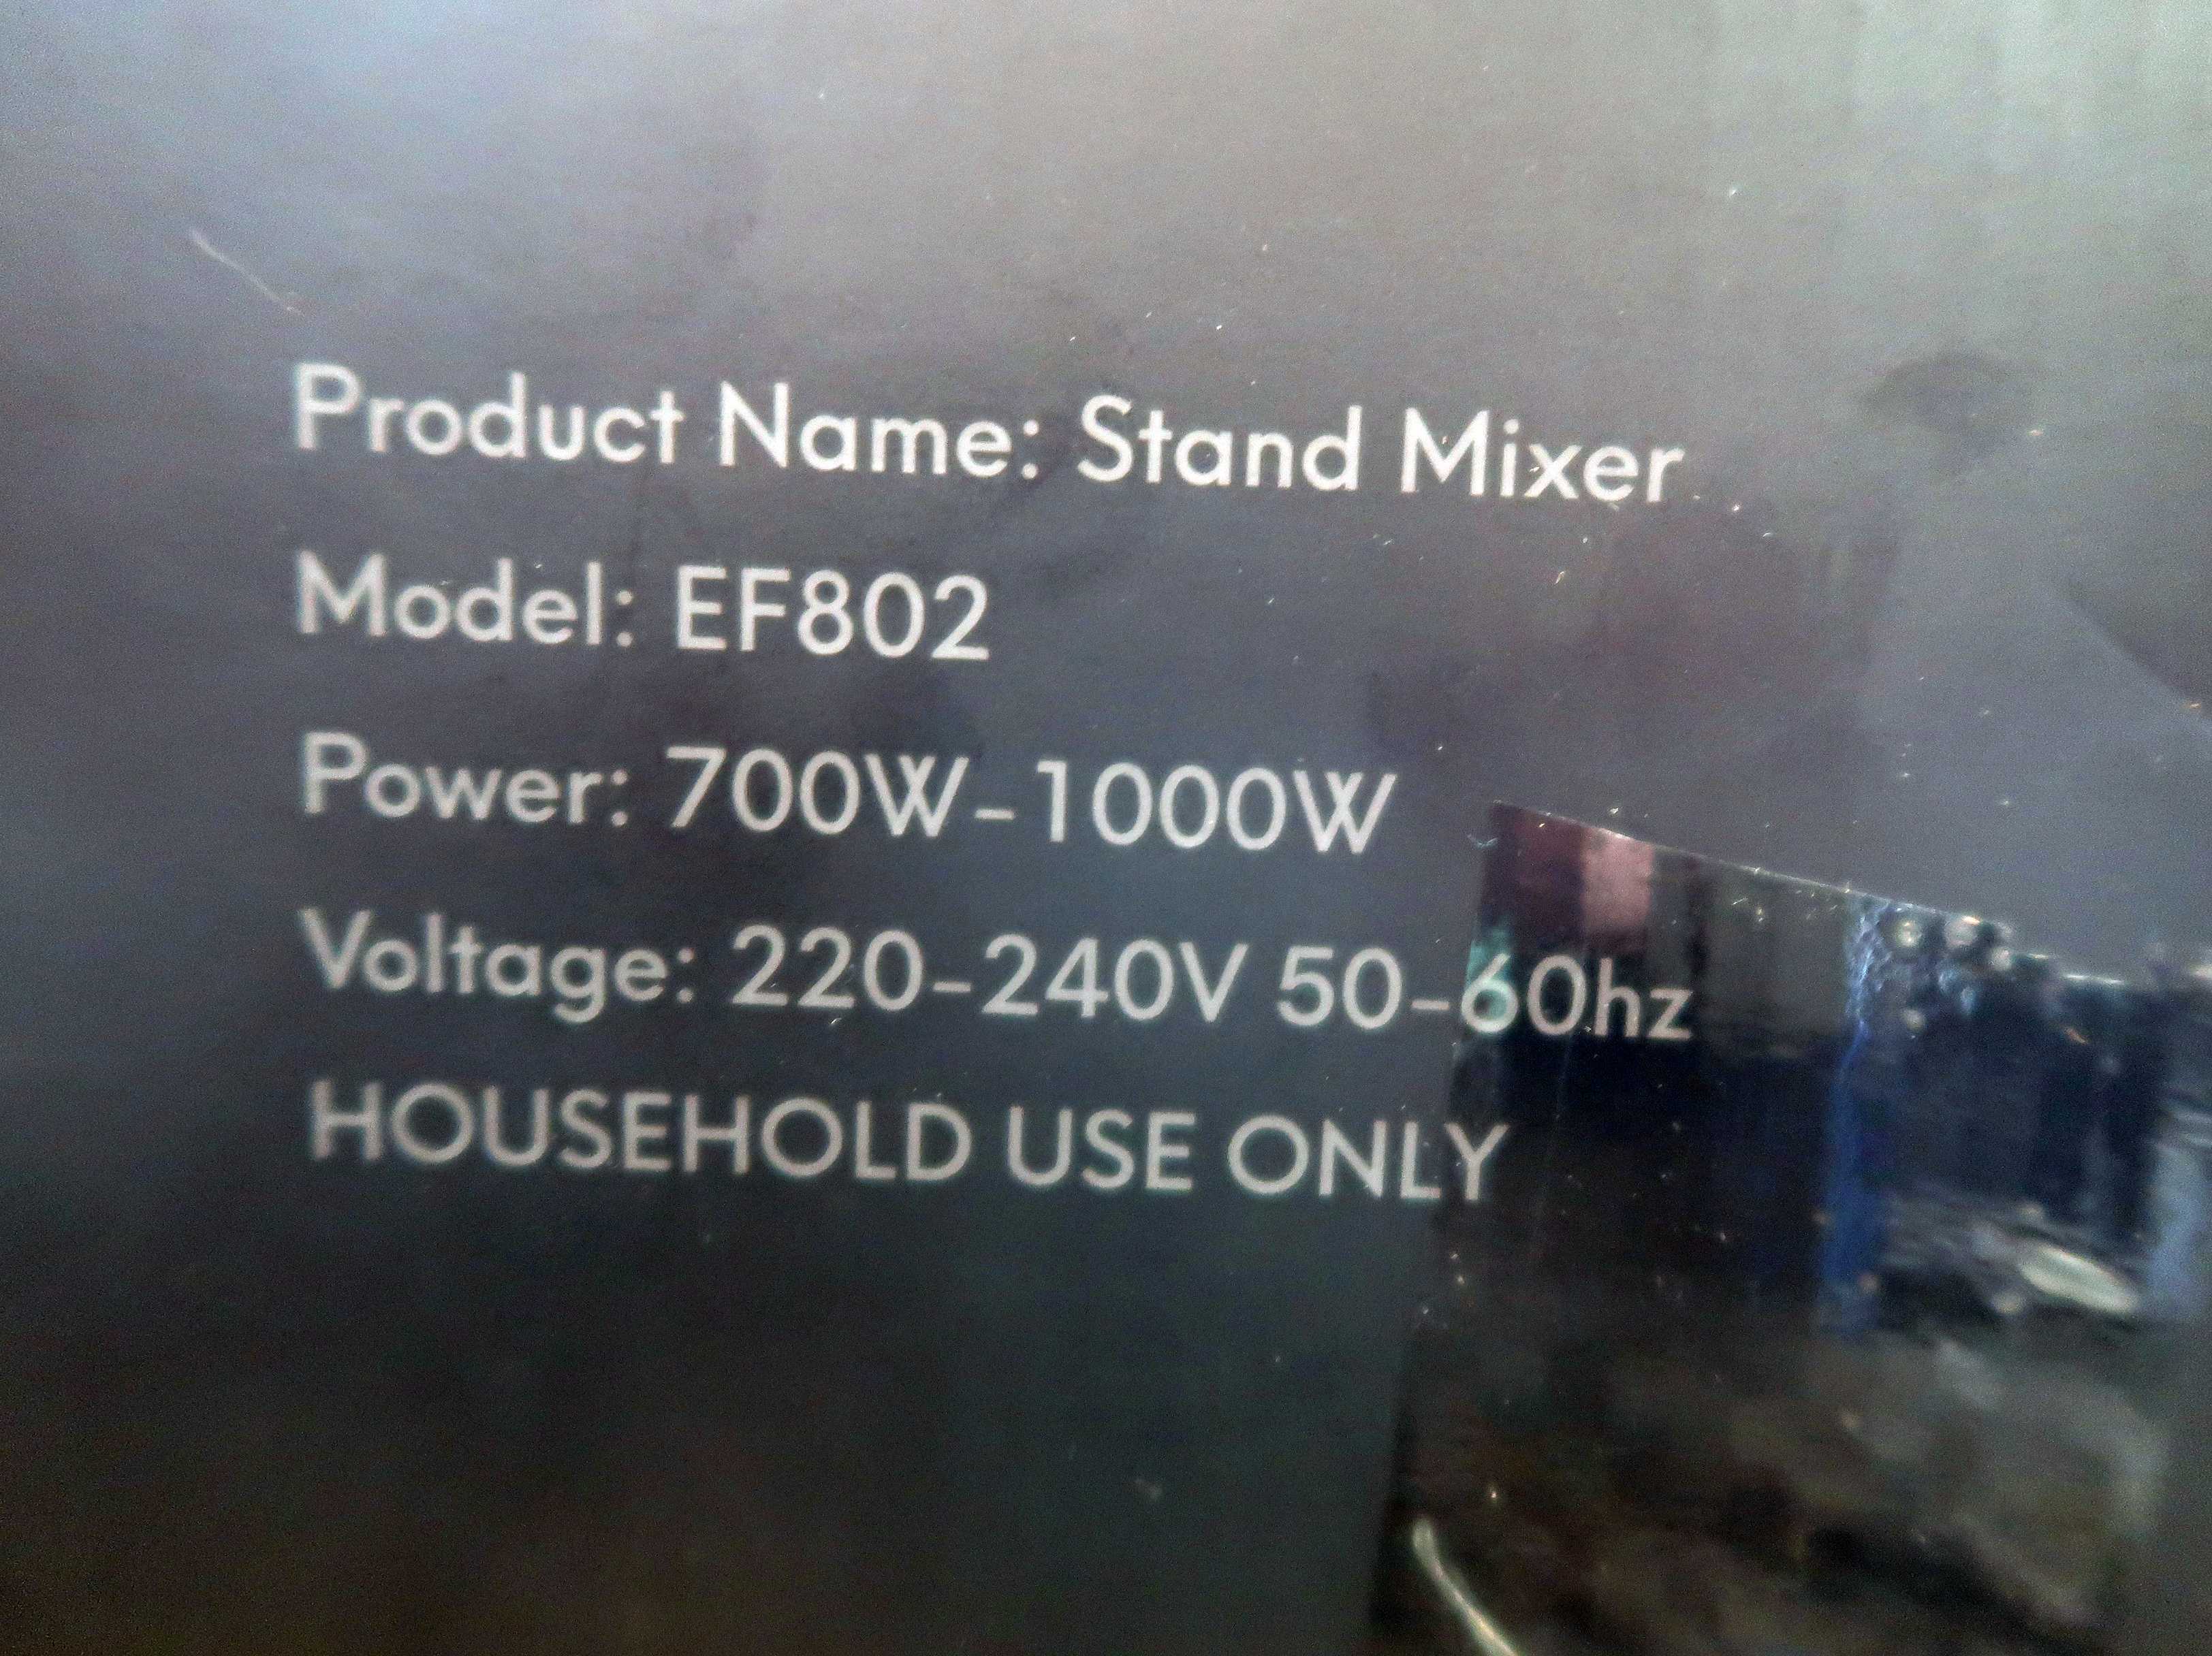 Product Name: Stand Mixer
Model: EF802
Power: 700W-1000W
Voltage: 220-240V 50-60hz
HOUSEHOLD USE ONLY